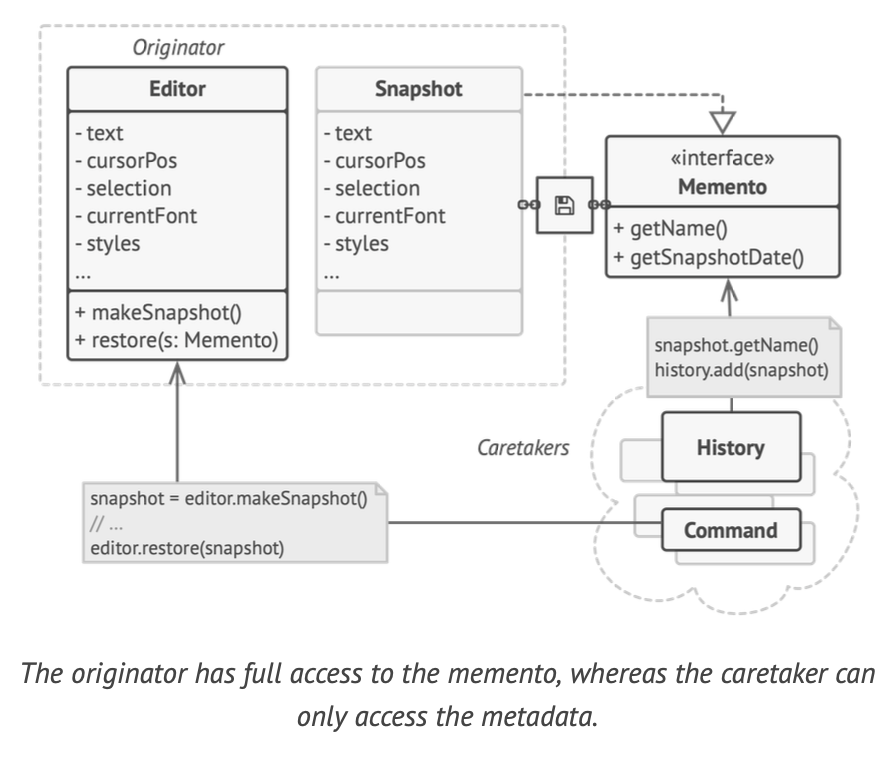 Originator
Editor
- text
- cursorPos
- selection
- currentFont
- styles
...
+ makeSnapshot()
+ restore(s: Memento)
Snapshot
- text
- cursorPos
- selection
- currentFont
- styles
...
«interface»
Memento
+ getName()
+ getSnapshotDate()
snapshot.getName()
history.add(snapshot)
Caretakers
History
Command
snapshot = editor.makeSnapshot()
// ...
editor.restore(snapshot)
The originator has full access to the memento, whereas the caretaker can
only access the metadata.